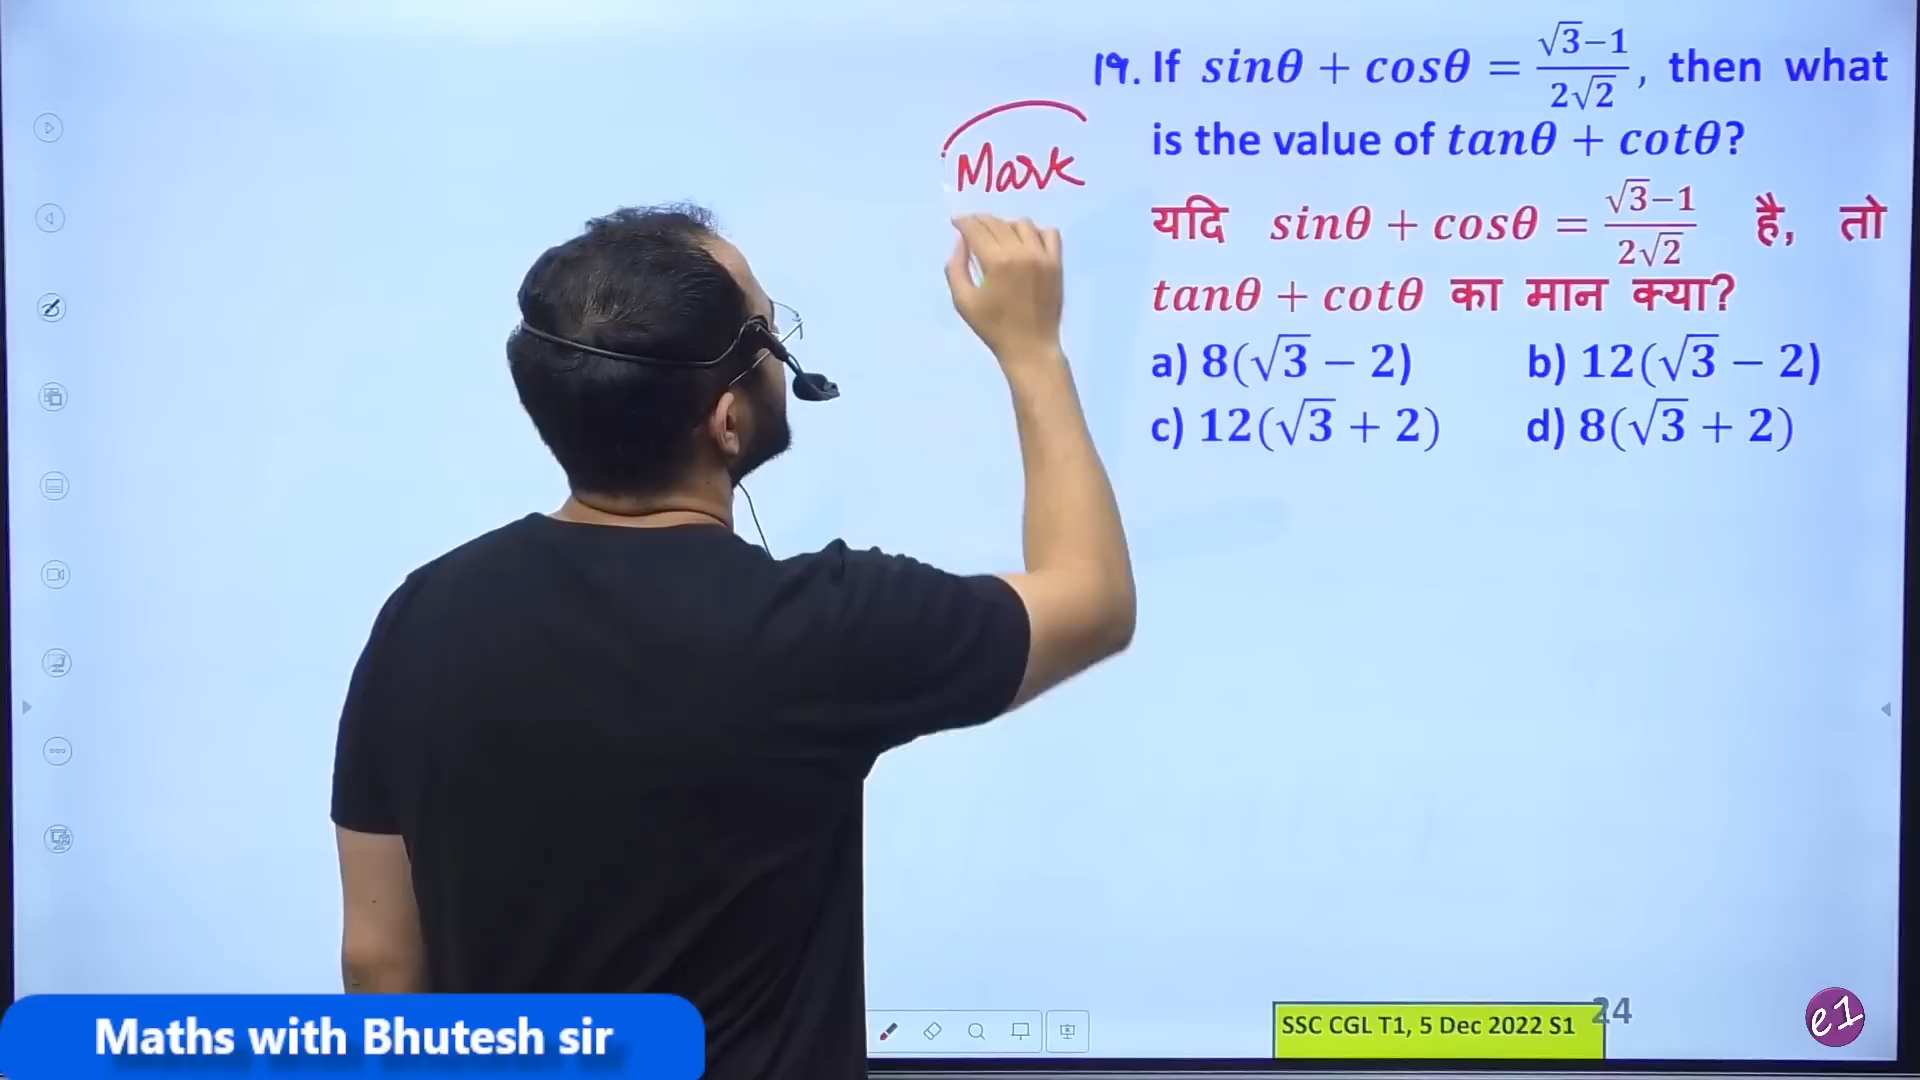 19. If sinθ + cosθ = (√3−1)/(2√2), then what
is the value of tanθ + cotθ?
Mark
यदि sinθ + cosθ = (√3−1)/(2√2) है, तो
tanθ + cotθ का मान क्या?
a) 8(√3 − 2) b) 12(√3 − 2)
c) 12(√3 + 2) d) 8(√3 + 2)
24
SSC CGL T1, 5 Dec 2022 S1
e1
Maths with Bhutesh sir